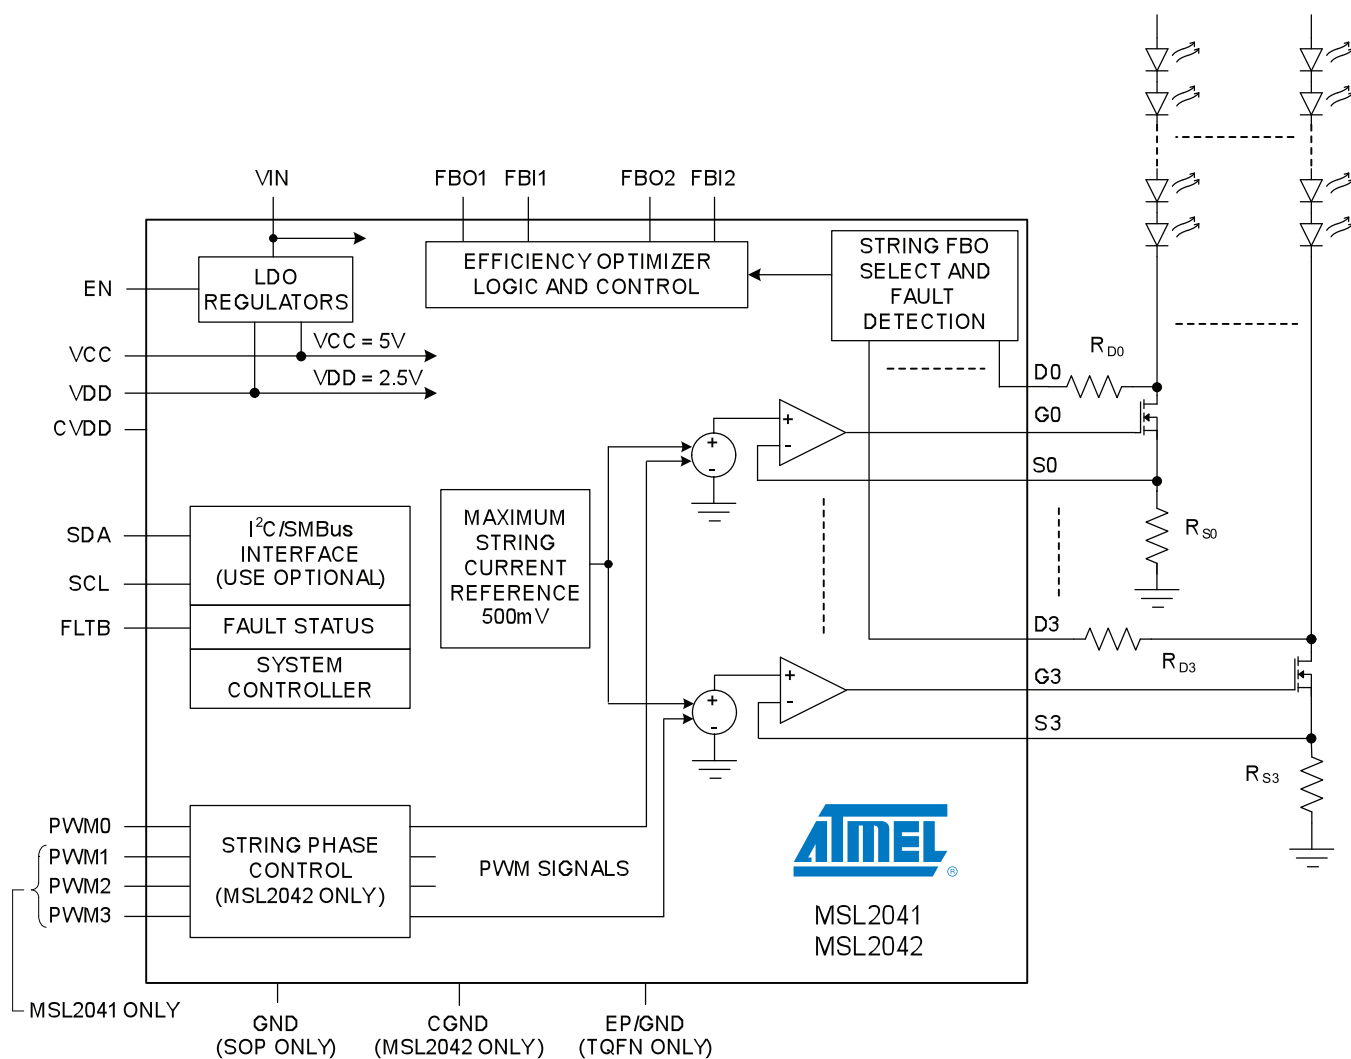 VIN
FBO1
FBI1
FBO2
FBI2
LDO
REGULATORS
EFFICIENCY OPTIMIZER
LOGIC AND CONTROL
STRING FBO
SELECT AND
FAULT
DETECTION
EN
VCC
VCC = 5V
VDD
VDD = 2.5V
CVDD
D0
R D0
G0
S0
R S0
SDA
SCL
FLTB
I²C/SMBus
INTERFACE
(USE OPTIONAL)
FAULT STATUS
SYSTEM
CONTROLLER
MAXIMUM
STRING
CURRENT
REFERENCE
500mV
+
-
+
-
D3
R D3
G3
S3
R S3
+
-
+
-
PWM0
PWM1
PWM2
PWM3
STRING PHASE
CONTROL
(MSL2042 ONLY)
PWM SIGNALS
ATMEL
®
MSL2041
MSL2042
MSL2041 ONLY
GND
(SOP ONLY)
CGND
(MSL2042 ONLY)
EP/GND
(TQFN ONLY)